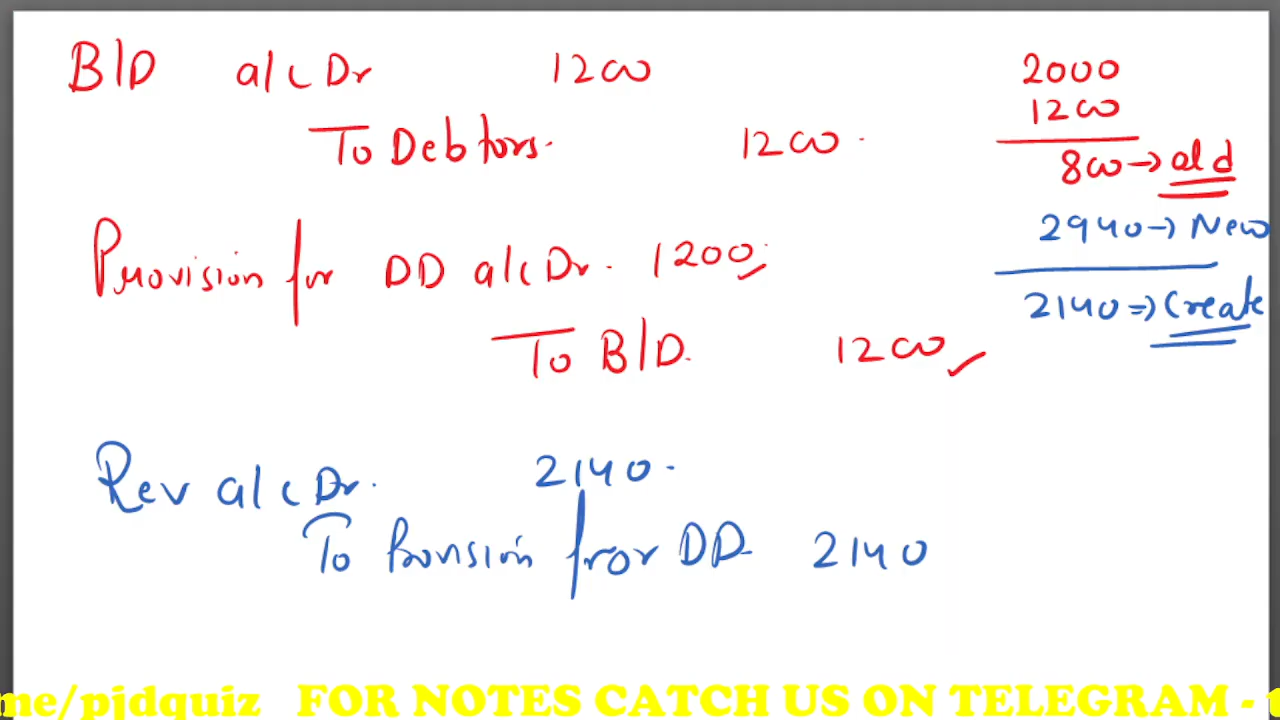 B/D a/c Dr 1200
To Debtors. 1200.
Provision for DD a/c Dr. 1200.
To B/D. 1200
Rev a/c Dr. 2140.
To Provision fror DD 2140
2000
1200
800 → old
2940 → New
2140 ⇒ Create
me/pjdquiz FOR NOTES CATCH US ON TELEGRAM - t